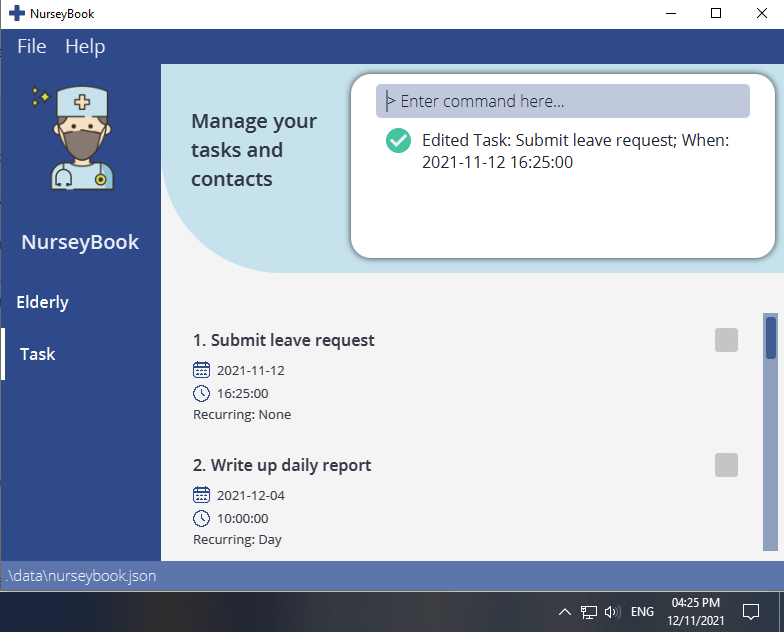 NurseyBook
File Help
Manage your
tasks and
contacts
Enter command here...
Edited Task: Submit leave request; When:
2021-11-12 16:25:00
NurseyBook
Elderly
Task
1. Submit leave request
2021-11-12
16:25:00
Recurring: None
2. Write up daily report
2021-12-04
10:00:00
Recurring: Day
.\data\nurseybook.json
ENG
04:25 PM
12/11/2021